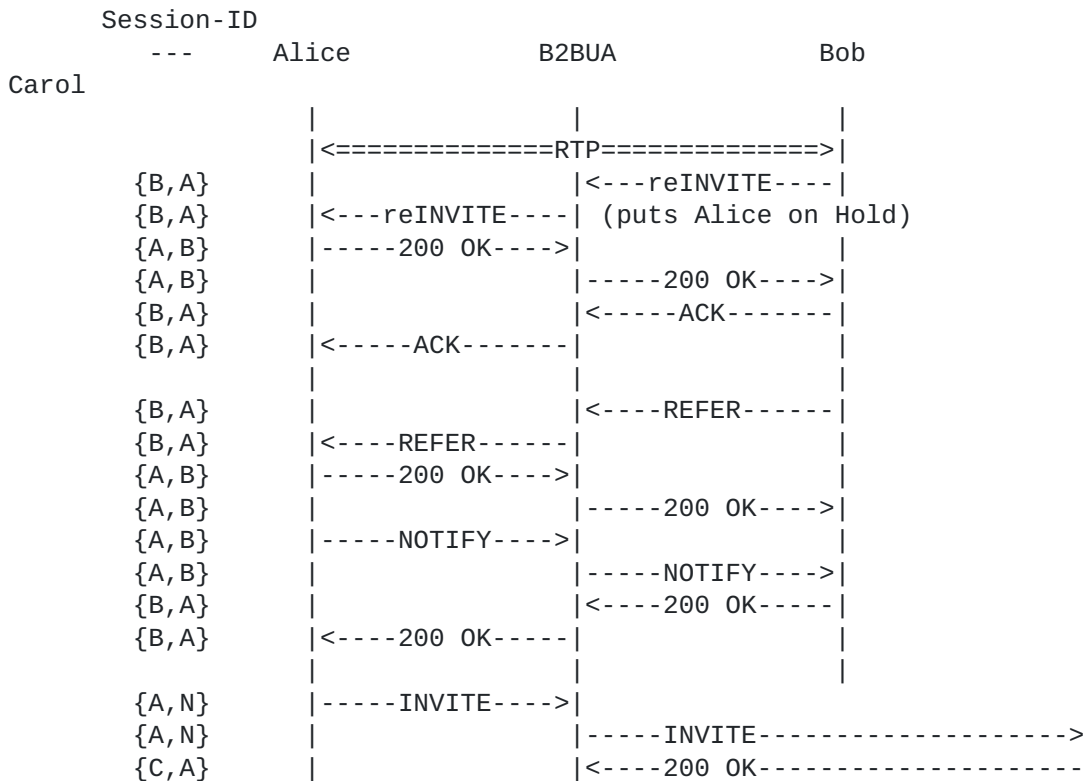 Session-ID
         ---     Alice            B2BUA             Bob
Carol
                   |                |                |
                   |<==============RTP==============>|
        {B,A}      |                |<---reINVITE----|
        {B,A}      |<---reINVITE----| (puts Alice on Hold)
        {A,B}      |-----200 OK---->|                |
        {A,B}      |                |-----200 OK---->|
        {B,A}      |                |<-----ACK-------|
        {B,A}      |<-----ACK-------|                |
                   |                |                |
        {B,A}      |                |<----REFER------|
        {B,A}      |<----REFER------|                |
        {A,B}      |-----200 OK---->|                |
        {A,B}      |                |-----200 OK---->|
        {A,B}      |-----NOTIFY---->|                |
        {A,B}      |                |-----NOTIFY---->|
        {B,A}      |                |<----200 OK-----|
        {B,A}      |<----200 OK-----|                |
                   |                |                |
        {A,N}      |-----INVITE---->|
        {A,N}      |                |-----INVITE-------------------->
        {C,A}      |                |<----200 OK---------------------